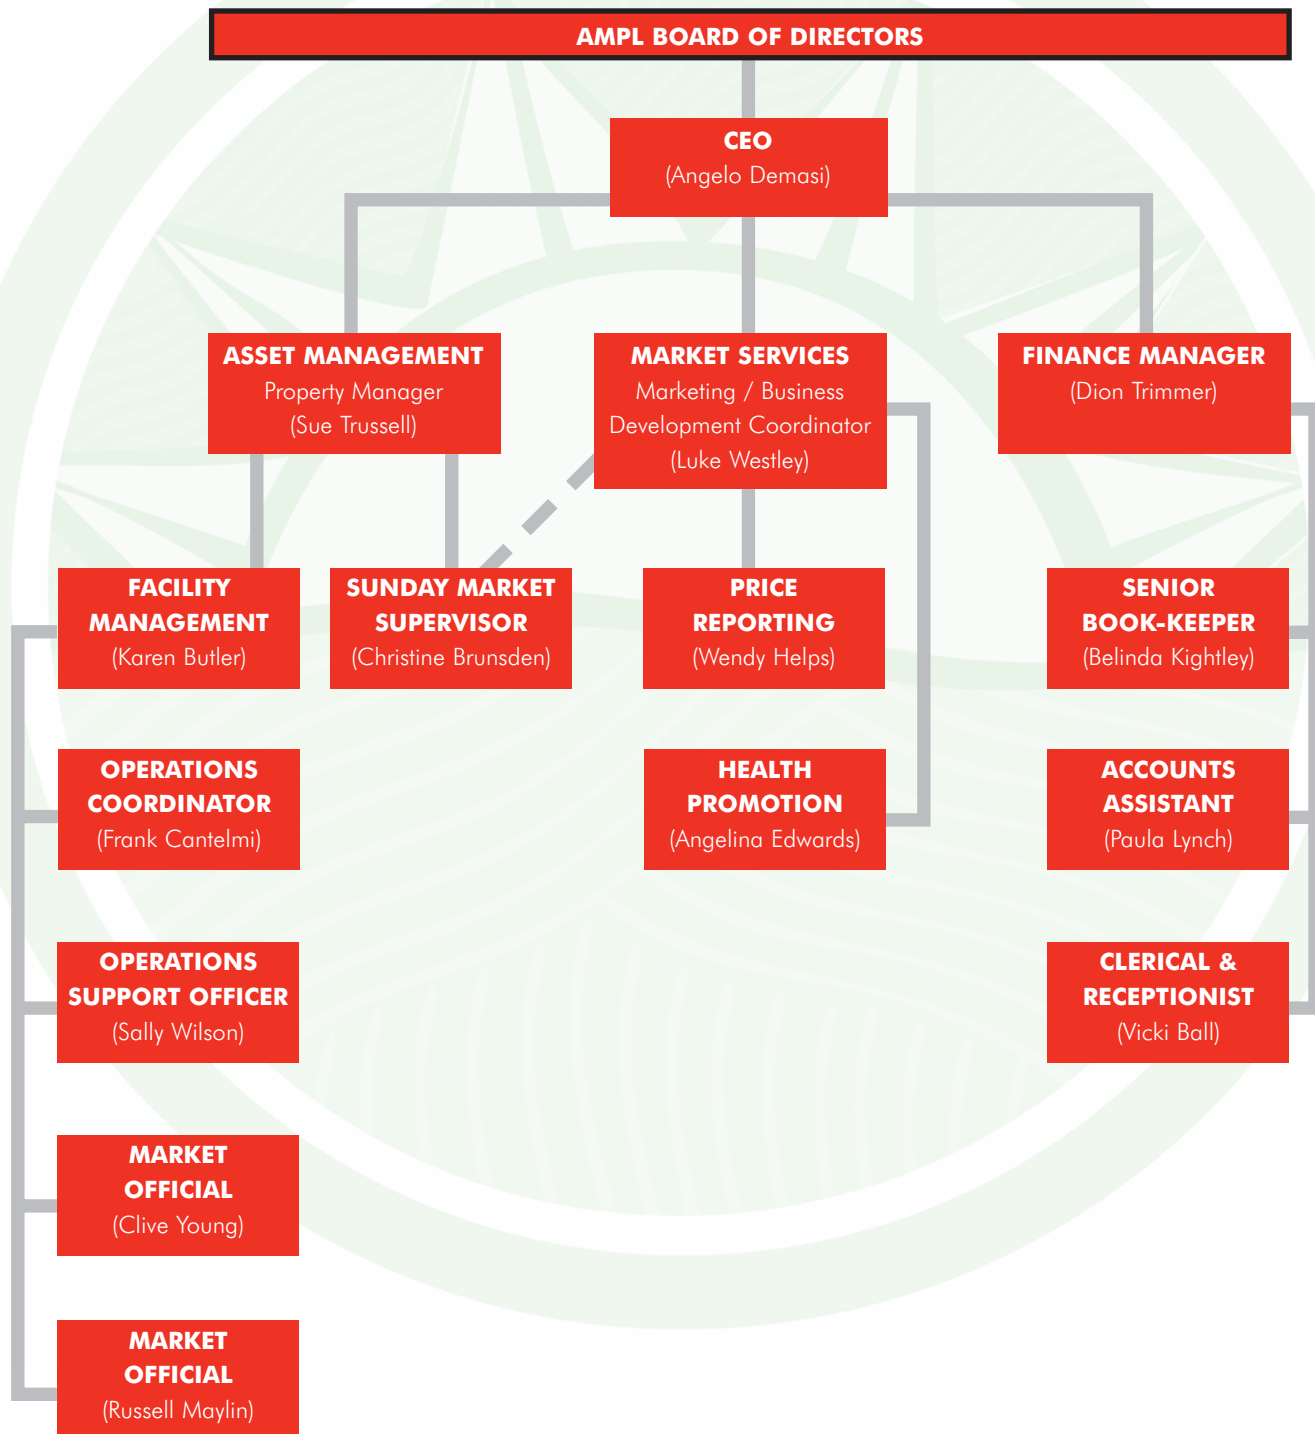 AMPL BOARD OF DIRECTORS
CEO
(Angelo Demasi)
ASSET MANAGEMENT
Property Manager
(Sue Trussell)
MARKET SERVICES
Marketing / Business
Development Coordinator
(Luke Westley)
FINANCE MANAGER
(Dion Trimmer)
FACILITY
MANAGEMENT
(Karen Butler)
SUNDAY MARKET
SUPERVISOR
(Christine Brunsden)
PRICE
REPORTING
(Wendy Helps)
SENIOR
BOOK-KEEPER
(Belinda Kightley)
OPERATIONS
COORDINATOR
(Frank Cantelmi)
HEALTH
PROMOTION
(Angelina Edwards)
ACCOUNTS
ASSISTANT
(Paula Lynch)
OPERATIONS
SUPPORT OFFICER
(Sally Wilson)
CLERICAL &
RECEPTIONIST
(Vicki Ball)
MARKET
OFFICIAL
(Clive Young)
MARKET
OFFICIAL
(Russell Maylin)